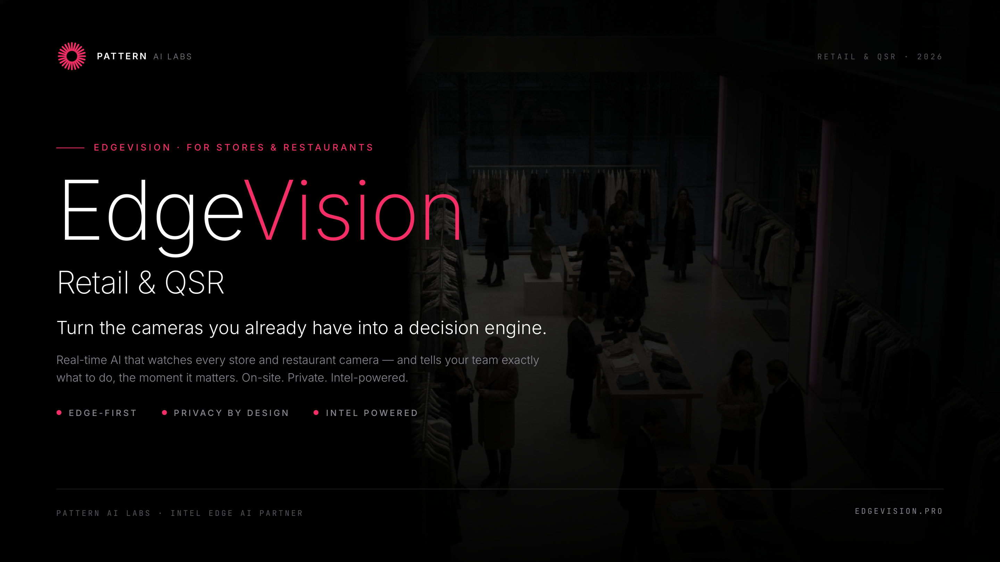 PATTERN AI LABS
RETAIL & QSR · 2026
EDGEVISION · FOR STORES & RESTAURANTS
EdgeVision
Retail & QSR
Turn the cameras you already have into a decision engine.
Real-time AI that watches every store and restaurant camera — and tells your team exactly
what to do, the moment it matters. On-site. Private. Intel-powered.
EDGE-FIRST PRIVACY BY DESIGN INTEL POWERED
PATTERN AI LABS · INTEL EDGE AI PARTNER
EDGEVISION.PRO